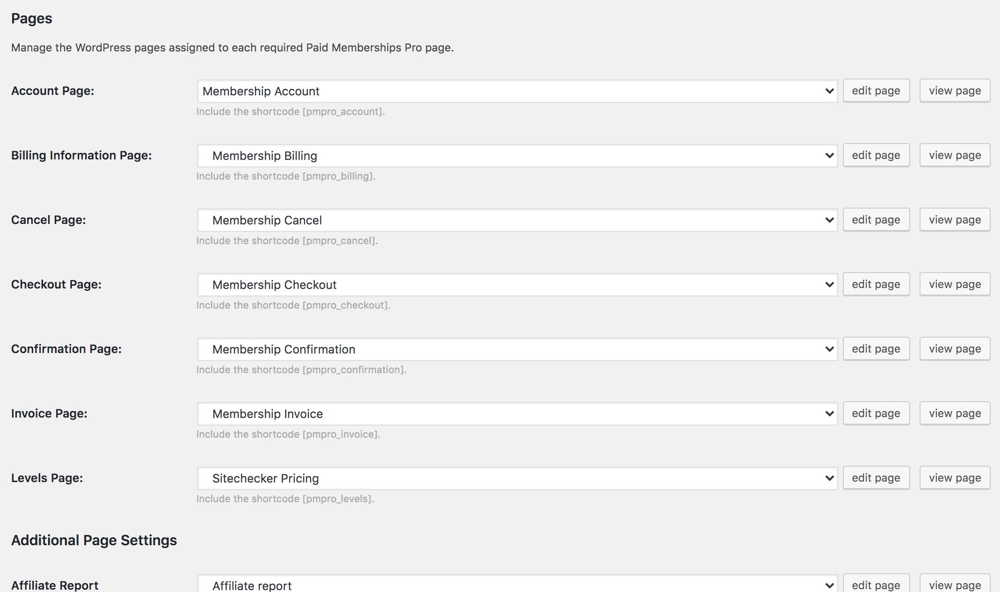 Pages
Manage the WordPress pages assigned to each required Paid Memberships Pro page.
Account Page: Membership Account edit page view page
Include the shortcode [pmpro_account].
Billing Information Page: Membership Billing edit page view page
Include the shortcode [pmpro_billing].
Cancel Page: Membership Cancel edit page view page
Include the shortcode [pmpro_cancel].
Checkout Page: Membership Checkout edit page view page
Include the shortcode [pmpro_checkout].
Confirmation Page: Membership Confirmation edit page view page
Include the shortcode [pmpro_confirmation].
Invoice Page: Membership Invoice edit page view page
Include the shortcode [pmpro_invoice].
Levels Page: Sitechecker Pricing edit page view page
Include the shortcode [pmpro_levels].
Additional Page Settings
Affiliate Report Affiliate report edit page view page